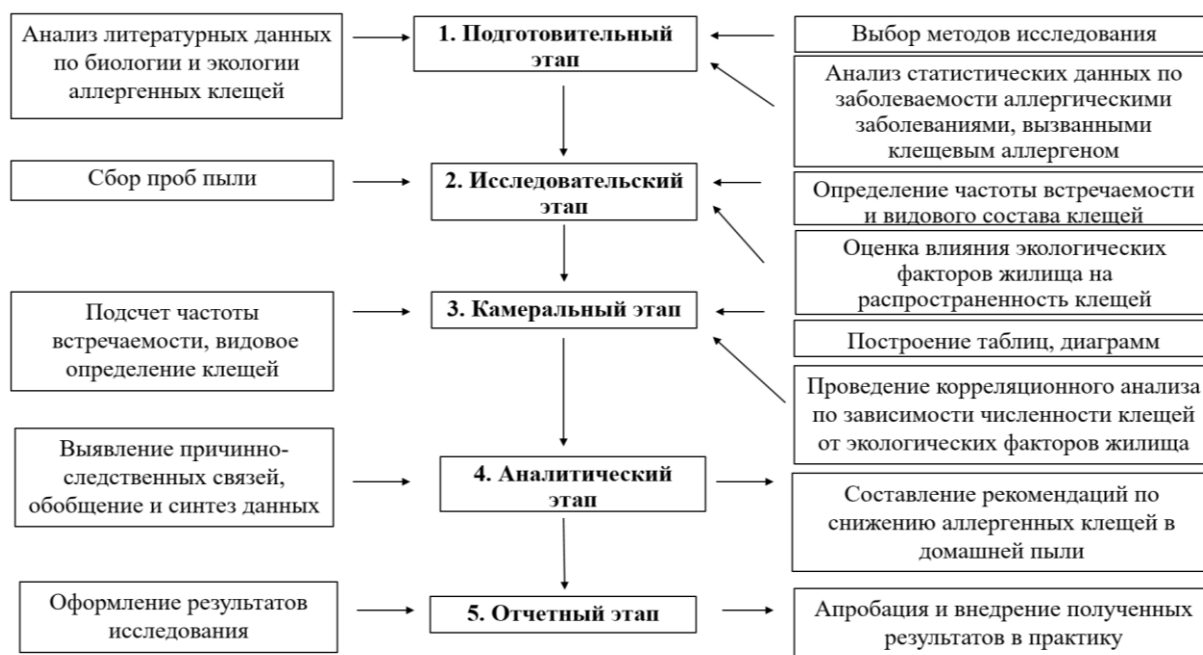 Анализ литературных данных
по биологии и экологии
аллергенных клещей
1. Подготовительный
этап
Выбор методов исследования
Анализ статистических данных по
заболеваемости аллергическими
заболеваниями, вызванными
клещевым аллергеном
Сбор проб пыли
2. Исследовательский
этап
Определение частоты встречаемости
и видового состава клещей
Оценка влияния экологических
факторов жилища на
распространенность клещей
Подсчет частоты
встречаемости, видовое
определение клещей
3. Камеральный этап
Построение таблиц, диаграмм
Проведение корреляционного анализа
по зависимости численности клещей
от экологических факторов жилища
Выявление причинно-
следственных связей,
обобщение и синтез данных
4. Аналитический
этап
Составление рекомендаций по
снижению аллергенных клещей в
домашней пыли
Оформление результатов
исследования
5. Отчетный этап
Апробация и внедрение полученных
результатов в практику